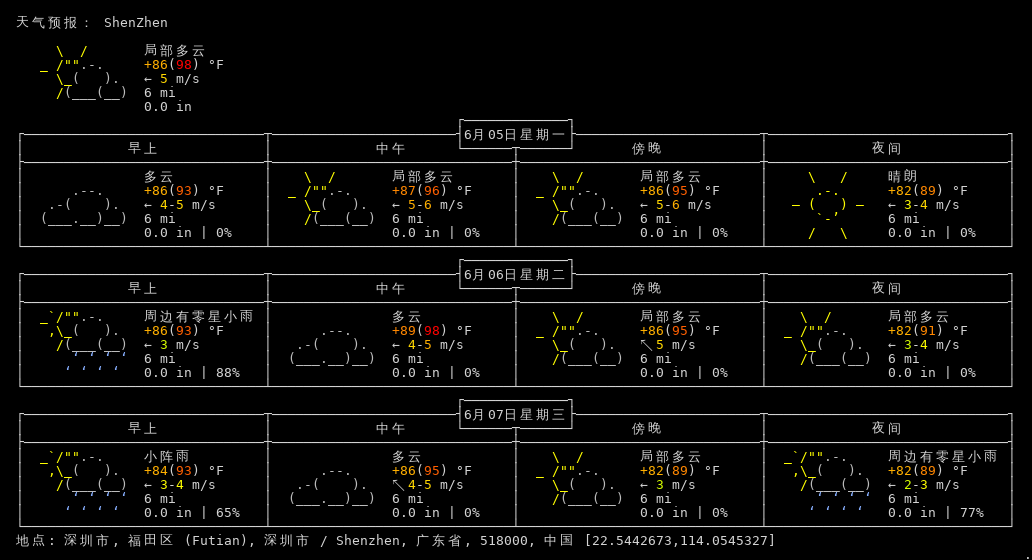 天气预报： ShenZhen
局部多云
+86(98) °F
← 5 m/s
6 mi
0.0 in
6月05日星期一
早上 中午 傍晚 夜间
多云 局部多云 局部多云 晴朗
+86(93) °F +87(96) °F +86(95) °F +82(89) °F
← 4-5 m/s ← 5-6 m/s ← 5-6 m/s ← 3-4 m/s
6 mi 6 mi 6 mi 6 mi
0.0 in | 0% 0.0 in | 0% 0.0 in | 0% 0.0 in | 0%
6月06日星期二
早上 中午 傍晚 夜间
周边有零星小雨 多云 局部多云 局部多云
+86(93) °F +89(98) °F +86(95) °F +82(91) °F
← 3 m/s ← 4-5 m/s ↖ 5 m/s ← 3-4 m/s
6 mi 6 mi 6 mi 6 mi
0.0 in | 88% 0.0 in | 0% 0.0 in | 0% 0.0 in | 0%
6月07日星期三
早上 中午 傍晚 夜间
小阵雨 多云 局部多云 周边有零星小雨
+84(93) °F +86(95) °F +82(89) °F +82(89) °F
← 3-4 m/s ↖ 4-5 m/s ← 3 m/s ← 2-3 m/s
6 mi 6 mi 6 mi 6 mi
0.0 in | 65% 0.0 in | 0% 0.0 in | 0% 0.0 in | 77%
地点: 深圳市, 福田区 (Futian), 深圳市 / Shenzhen, 广东省, 518000, 中国 [22.5442673,114.0545327]